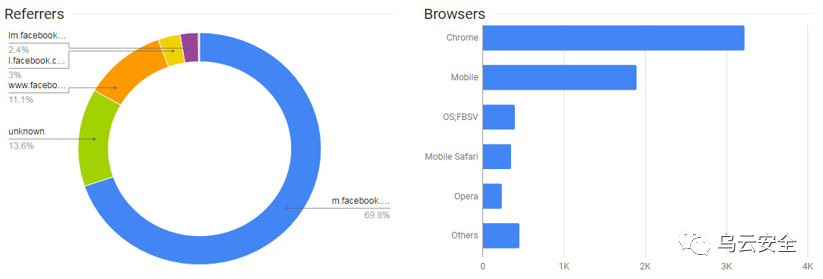 Referrers
lm.facebook...
2.4%
l.facebook.c...
3%
www.facebo...
11.1%
unknown
13.6%
m.facebook....
69.8%
Browsers
Chrome
Mobile
OS;FBSV
Mobile Safari
Opera
Others
0
1K
2K
3K
4K
乌云安全